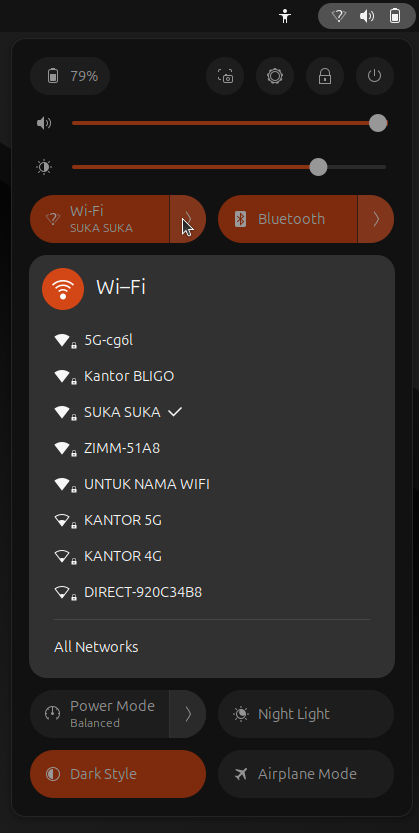 79%
Wi-Fi
SUKA SUKA
Bluetooth
Wi–Fi
5G-cg6l
Kantor BLIGO
SUKA SUKA
ZIMM-51A8
UNTUK NAMA WIFI
KANTOR 5G
KANTOR 4G
DIRECT-920C34B8
All Networks
Power Mode
Balanced
Night Light
Dark Style
Airplane Mode